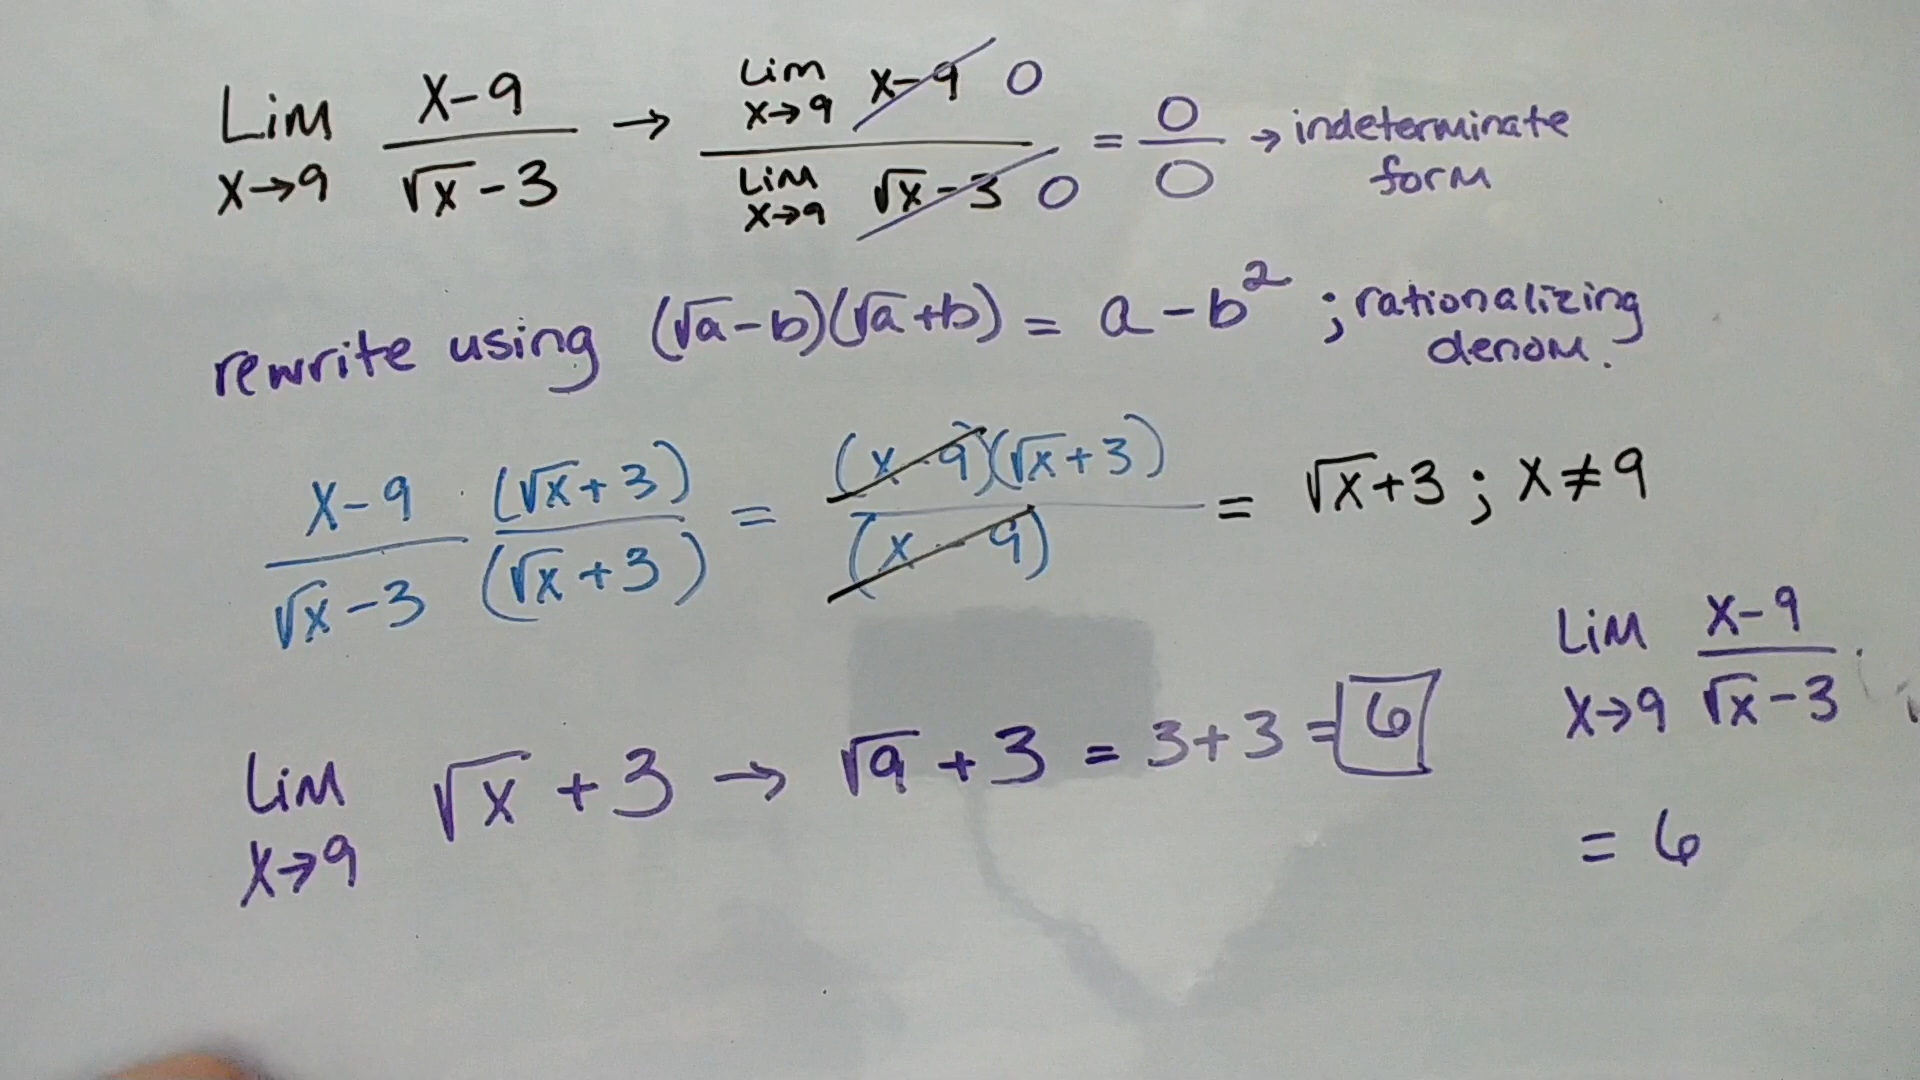 Lim x→9 (x-9)/(√x-3) → (Lim x→9 x-9 0)/(Lim x→9 √x-3 0) = 0/0 → indeterminate form
rewrite using (√a-b)(√a+b) = a-b² ; rationalizing denom.
(x-9)/(√x-3) · (√x+3)/(√x+3) = (x-9)(√x+3)/(x-9) = √x+3 ; x≠9
Lim x→9 √x+3 → √9+3 = 3+3 = 6
Lim x→9 (x-9)/(√x-3)
= 6